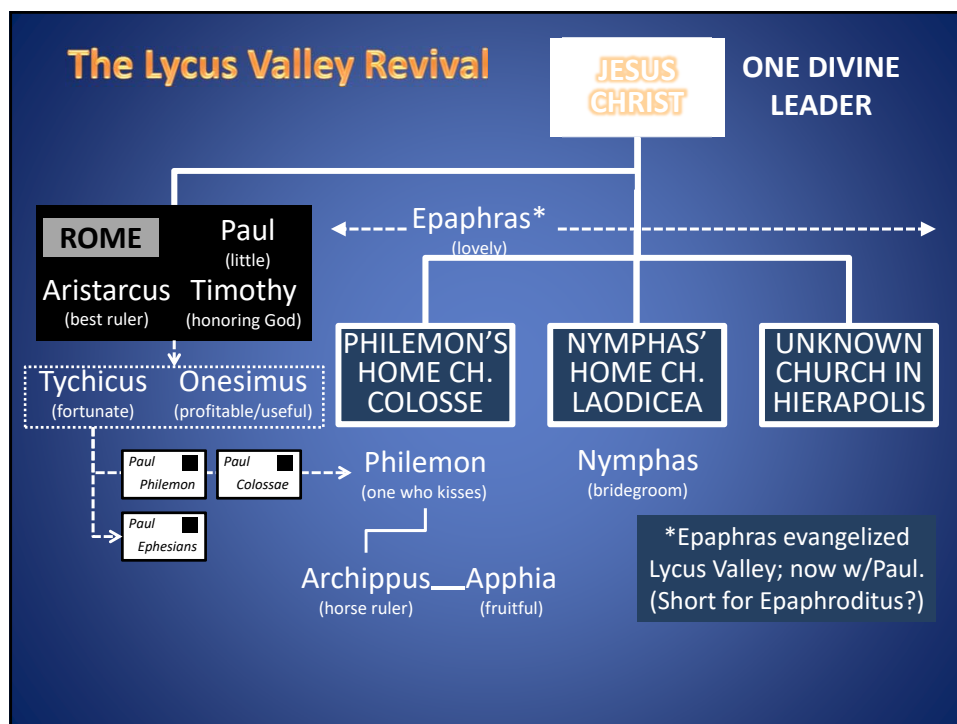 The Lycus Valley Revival
JESUS
CHRIST
ONE DIVINE
LEADER
ROME
Paul
(little)
Aristarcus
(best ruler)
Timothy
(honoring God)
Epaphras*
(lovely)
Tychicus
(fortunate)
Onesimus
(profitable/useful)
PHILEMON’S
HOME CH.
COLOSSE
NYMPHAS’
HOME CH.
LAODICEA
UNKNOWN
CHURCH IN
HIERAPOLIS
Paul
Philemon
Paul
Colossae
Paul
Ephesians
Philemon
(one who kisses)
Nymphas
(bridegroom)
Archippus
(horse ruler)
Apphia
(fruitful)
*Epaphras evangelized
Lycus Valley; now w/Paul.
(Short for Epaphroditus?)